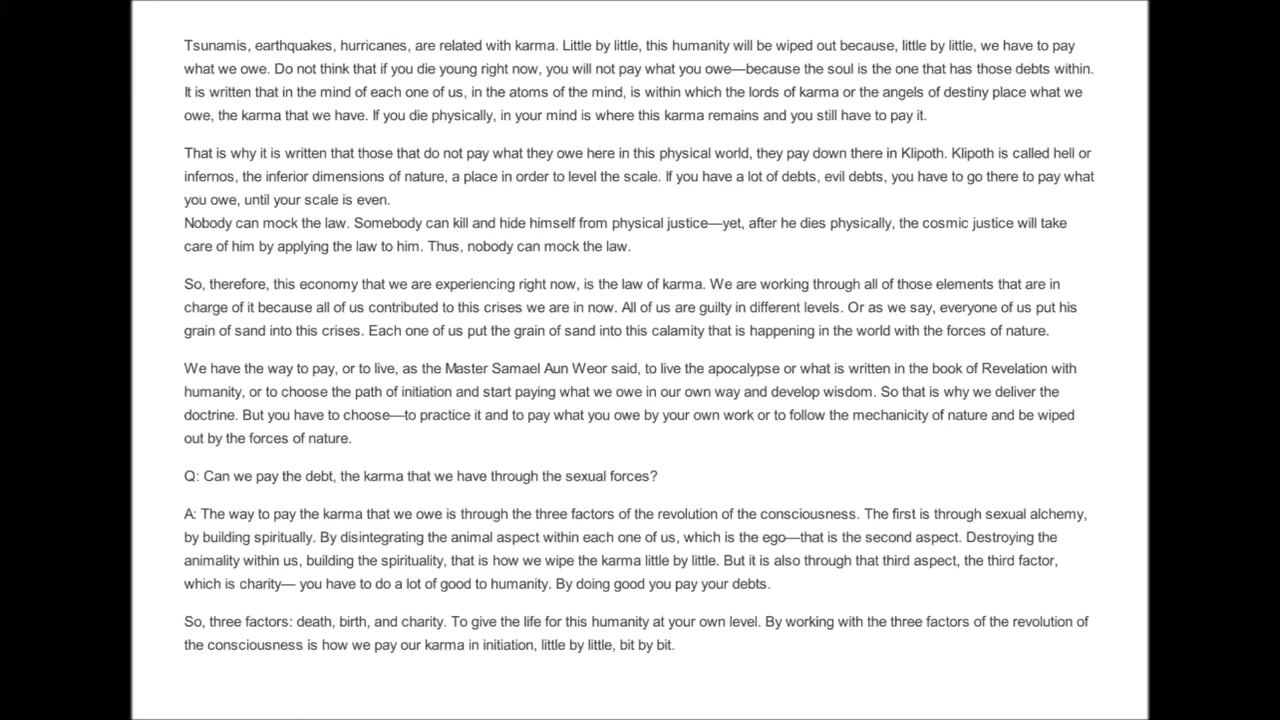 Tsunamis, earthquakes, hurricanes, are related with karma. Little by little, this humanity will be wiped out because, little by little, we have to pay
what we owe. Do not think that if you die young right now, you will not pay what you owe—because the soul is the one that has those debts within.
It is written that in the mind of each one of us, in the atoms of the mind, is within which the lords of karma or the angels of destiny place what we
owe, the karma that we have. If you die physically, in your mind is where this karma remains and you still have to pay it.
That is why it is written that those that do not pay what they owe here in this physical world, they pay down there in Klipoth. Klipoth is called hell or
infernos, the inferior dimensions of nature, a place in order to level the scale. If you have a lot of debts, evil debts, you have to go there to pay what
you owe, until your scale is even.
Nobody can mock the law. Somebody can kill and hide himself from physical justice—yet, after he dies physically, the cosmic justice will take
care of him by applying the law to him. Thus, nobody can mock the law.
So, therefore, this economy that we are experiencing right now, is the law of karma. We are working through all of those elements that are in
charge of it because all of us contributed to this crises we are in now. All of us are guilty in different levels. Or as we say, everyone of us put his
grain of sand into this crises. Each one of us put the grain of sand into this calamity that is happening in the world with the forces of nature.
We have the way to pay, or to live, as the Master Samael Aun Weor said, to live the apocalypse or what is written in the book of Revelation with
humanity, or to choose the path of initiation and start paying what we owe in our own way and develop wisdom. So that is why we deliver the
doctrine. But you have to choose—to practice it and to pay what you owe by your own work or to follow the mechanicity of nature and be wiped
out by the forces of nature.
Q: Can we pay the debt, the karma that we have through the sexual forces?
A: The way to pay the karma that we owe is through the three factors of the revolution of the consciousness. The first is through sexual alchemy,
by building spiritually. By disintegrating the animal aspect within each one of us, which is the ego—that is the second aspect. Destroying the
animality within us, building the spirituality, that is how we wipe the karma little by little. But it is also through that third aspect, the third factor,
which is charity— you have to do a lot of good to humanity. By doing good you pay your debts.
So, three factors: death, birth, and charity. To give the life for this humanity at your own level. By working with the three factors of the revolution of
the consciousness is how we pay our karma in initiation, little by little, bit by bit.